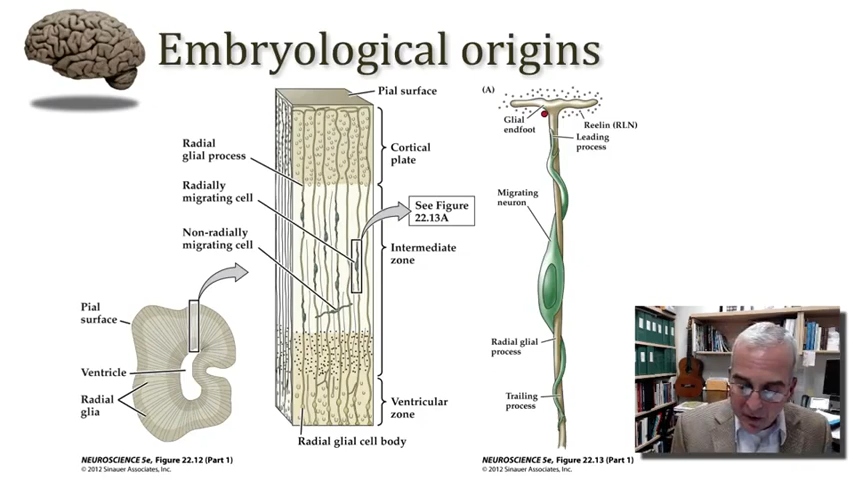 Embryological origins
Pial surface
Radial
glial process
Cortical
plate
Radially
migrating cell
See Figure
22.13A
Non-radially
migrating cell
Intermediate
zone
Pial
surface
Ventricle
Radial
glia
Ventricular
zone
Radial glial cell body
NEUROSCIENCE 5e, Figure 22.12 (Part 1)
© 2012 Sinauer Associates, Inc.
(A)
Glial
endfoot
Reelin (RLN)
Leading
process
Migrating
neuron
Radial glial
process
Trailing
process
NEUROSCIENCE 5e, Figure 22.13 (Part 1)
© 2012 Sinauer Associates, Inc.